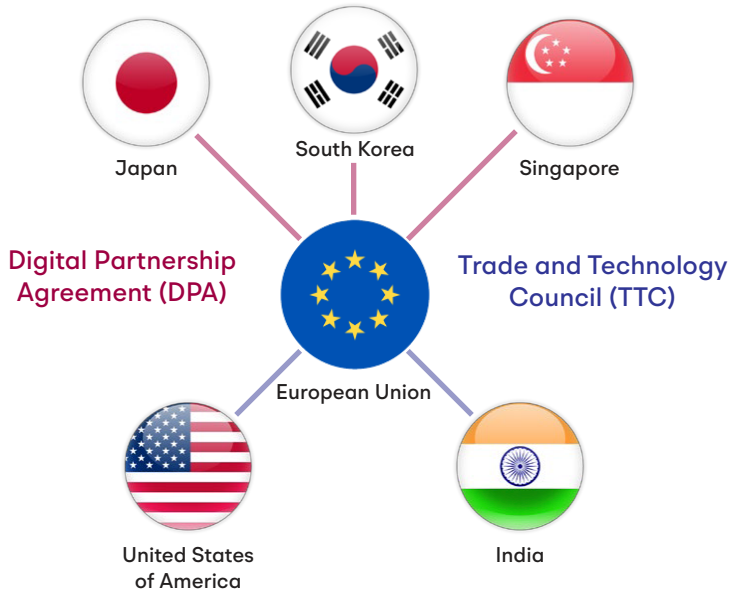 South Korea
Japan
Singapore
Digital Partnership
Agreement (DPA)
Trade and Technology
Council (TTC)
European Union
United States
of America
India